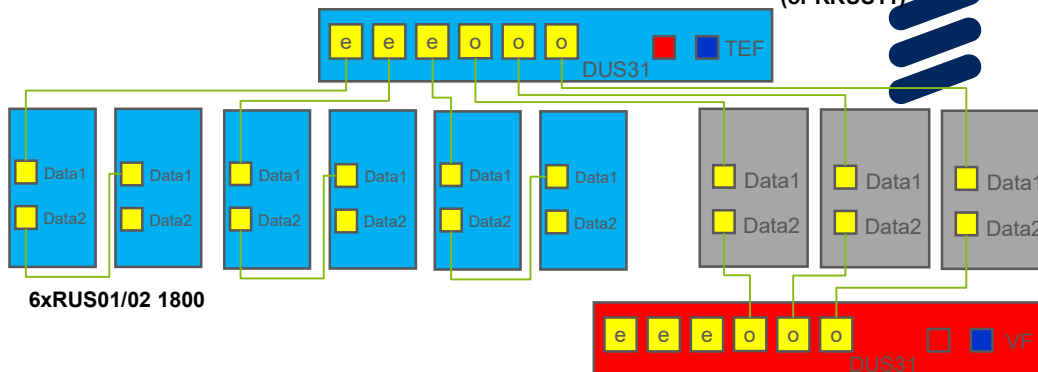 e e e o o o TEF
DUS31
Data1 Data1 Data1 Data1 Data1 Data1 Data1 Data1 Data1
Data2 Data2 Data2 Data2 Data2 Data2 Data2 Data2 Data2
6xRUS01/02 1800
e e e o o o VF
DUS31